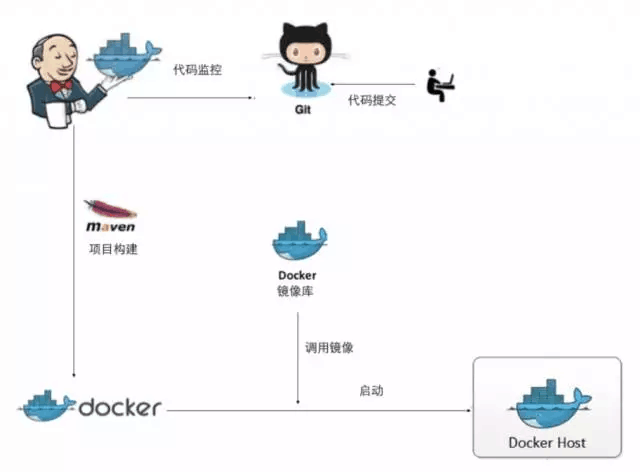 代码监控
代码提交
Git
maven
项目构建
Docker
镜像库
调用镜像
docker
启动
Docker Host